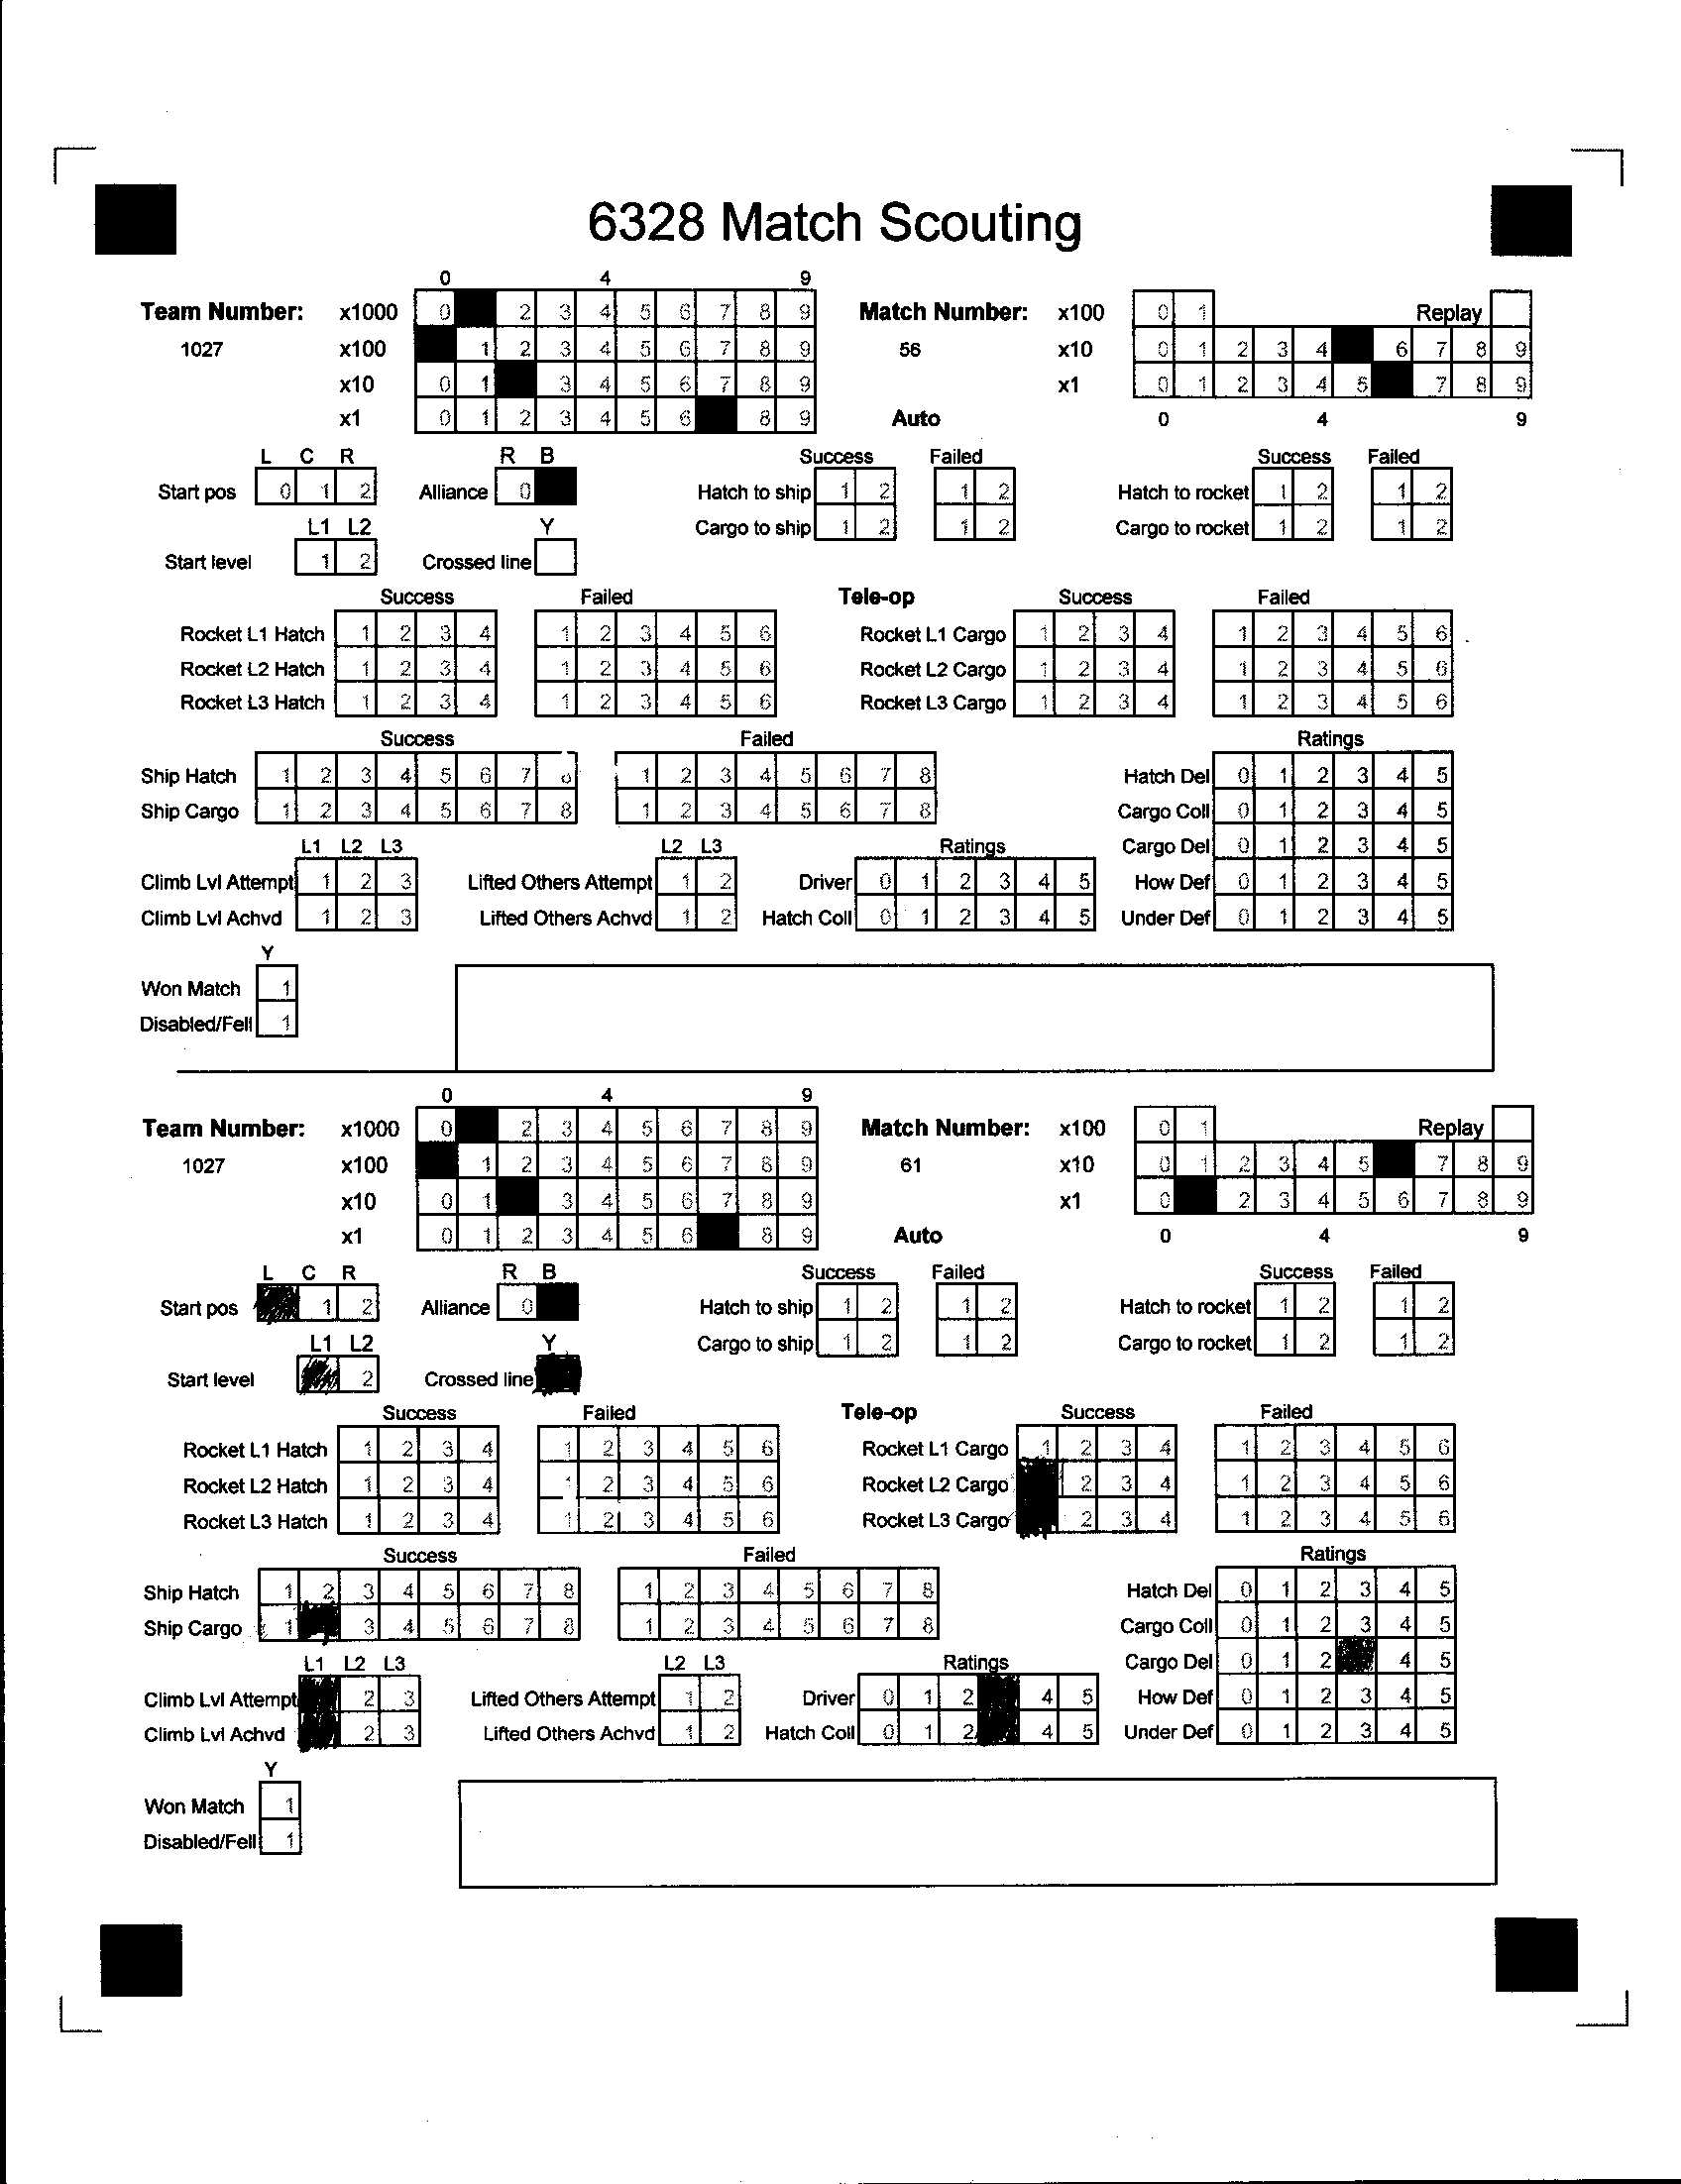 6328 Match Scouting
0 4 9
Team Number: x1000 0 2 3 4 5 6 7 8 9 Match Number: x100 0 1 Replay
1027 x100 1 2 3 4 5 6 7 8 9 56 x10 0 1 2 3 4 6 7 8 9
x10 0 1 3 4 5 6 7 8 9 x1 0 1 2 3 4 5 7 8 9
x1 0 1 2 3 4 5 6 8 9 Auto 0 4 9
L C R R B Success Failed Success Failed
Start pos 0 1 2 Alliance 0 Hatch to ship 1 2 1 2 Hatch to rocket 1 2 1 2
L1 L2 Y Cargo to ship 1 2 1 2 Cargo to rocket 1 2 1 2
Start level 1 2 Crossed line
Success Failed Tele-op Success Failed
Rocket L1 Hatch 1 2 3 4 1 2 3 4 5 6 Rocket L1 Cargo 1 2 3 4 1 2 3 4 5 6
Rocket L2 Hatch 1 2 3 4 1 2 3 4 5 6 Rocket L2 Cargo 1 2 3 4 1 2 3 4 5 6
Rocket L3 Hatch 1 2 3 4 1 2 3 4 5 6 Rocket L3 Cargo 1 2 3 4 1 2 3 4 5 6
Success Failed Ratings
Ship Hatch 1 2 3 4 5 6 7 8 1 2 3 4 5 6 7 8 Hatch Del 0 1 2 3 4 5
Ship Cargo 1 2 3 4 5 6 7 8 1 2 3 4 5 6 7 8 Cargo Coll 0 1 2 3 4 5
L1 L2 L3 L2 L3 Ratings Cargo Del 0 1 2 3 4 5
Climb Lvl Attempt 1 2 3 Lifted Others Attempt 1 2 Driver 0 1 2 3 4 5 How Def 0 1 2 3 4 5
Climb Lvl Achvd 1 2 3 Lifted Others Achvd 1 2 Hatch Coll 0 1 2 3 4 5 Under Def 0 1 2 3 4 5
Y
Won Match 1
Disabled/Fell 1
0 4 9
Team Number: x1000 0 2 3 4 5 6 7 8 9 Match Number: x100 0 1 Replay
1027 x100 1 2 3 4 5 6 7 8 9 61 x10 0 1 2 3 4 5 7 8 9
x10 0 1 3 4 5 6 7 8 9 x1 0 2 3 4 5 6 7 8 9
x1 0 1 2 3 4 5 6 8 9 Auto 0 4 9
L C R R B Success Failed Success Failed
Start pos 1 2 Alliance 0 Hatch to ship 1 2 1 2 Hatch to rocket 1 2 1 2
L1 L2 Y Cargo to ship 1 2 1 2 Cargo to rocket 1 2 1 2
Start level 2 Crossed line
Success Failed Tele-op Success Failed
Rocket L1 Hatch 1 2 3 4 1 2 3 4 5 6 Rocket L1 Cargo 1 2 3 4 1 2 3 4 5 6
Rocket L2 Hatch 1 2 3 4 1 2 3 4 5 6 Rocket L2 Cargo 2 3 4 1 2 3 4 5 6
Rocket L3 Hatch 1 2 3 4 1 2 3 4 5 6 Rocket L3 Cargo 2 3 4 1 2 3 4 5 6
Success Failed Ratings
Ship Hatch 1 2 3 4 5 6 7 8 1 2 3 4 5 6 7 8 Hatch Del 0 1 2 3 4 5
Ship Cargo 1 3 4 5 6 7 8 1 2 3 4 5 6 7 8 Cargo Coll 0 1 2 3 4 5
L1 L2 L3 L2 L3 Ratings Cargo Del 0 1 2 4 5
Climb Lvl Attempt 2 3 Lifted Others Attempt 1 2 Driver 0 1 2 4 5 How Def 0 1 2 3 4 5
Climb Lvl Achvd 2 3 Lifted Others Achvd 1 2 Hatch Coll 0 1 2 4 5 Under Def 0 1 2 3 4 5
Y
Won Match 1
Disabled/Fell 1